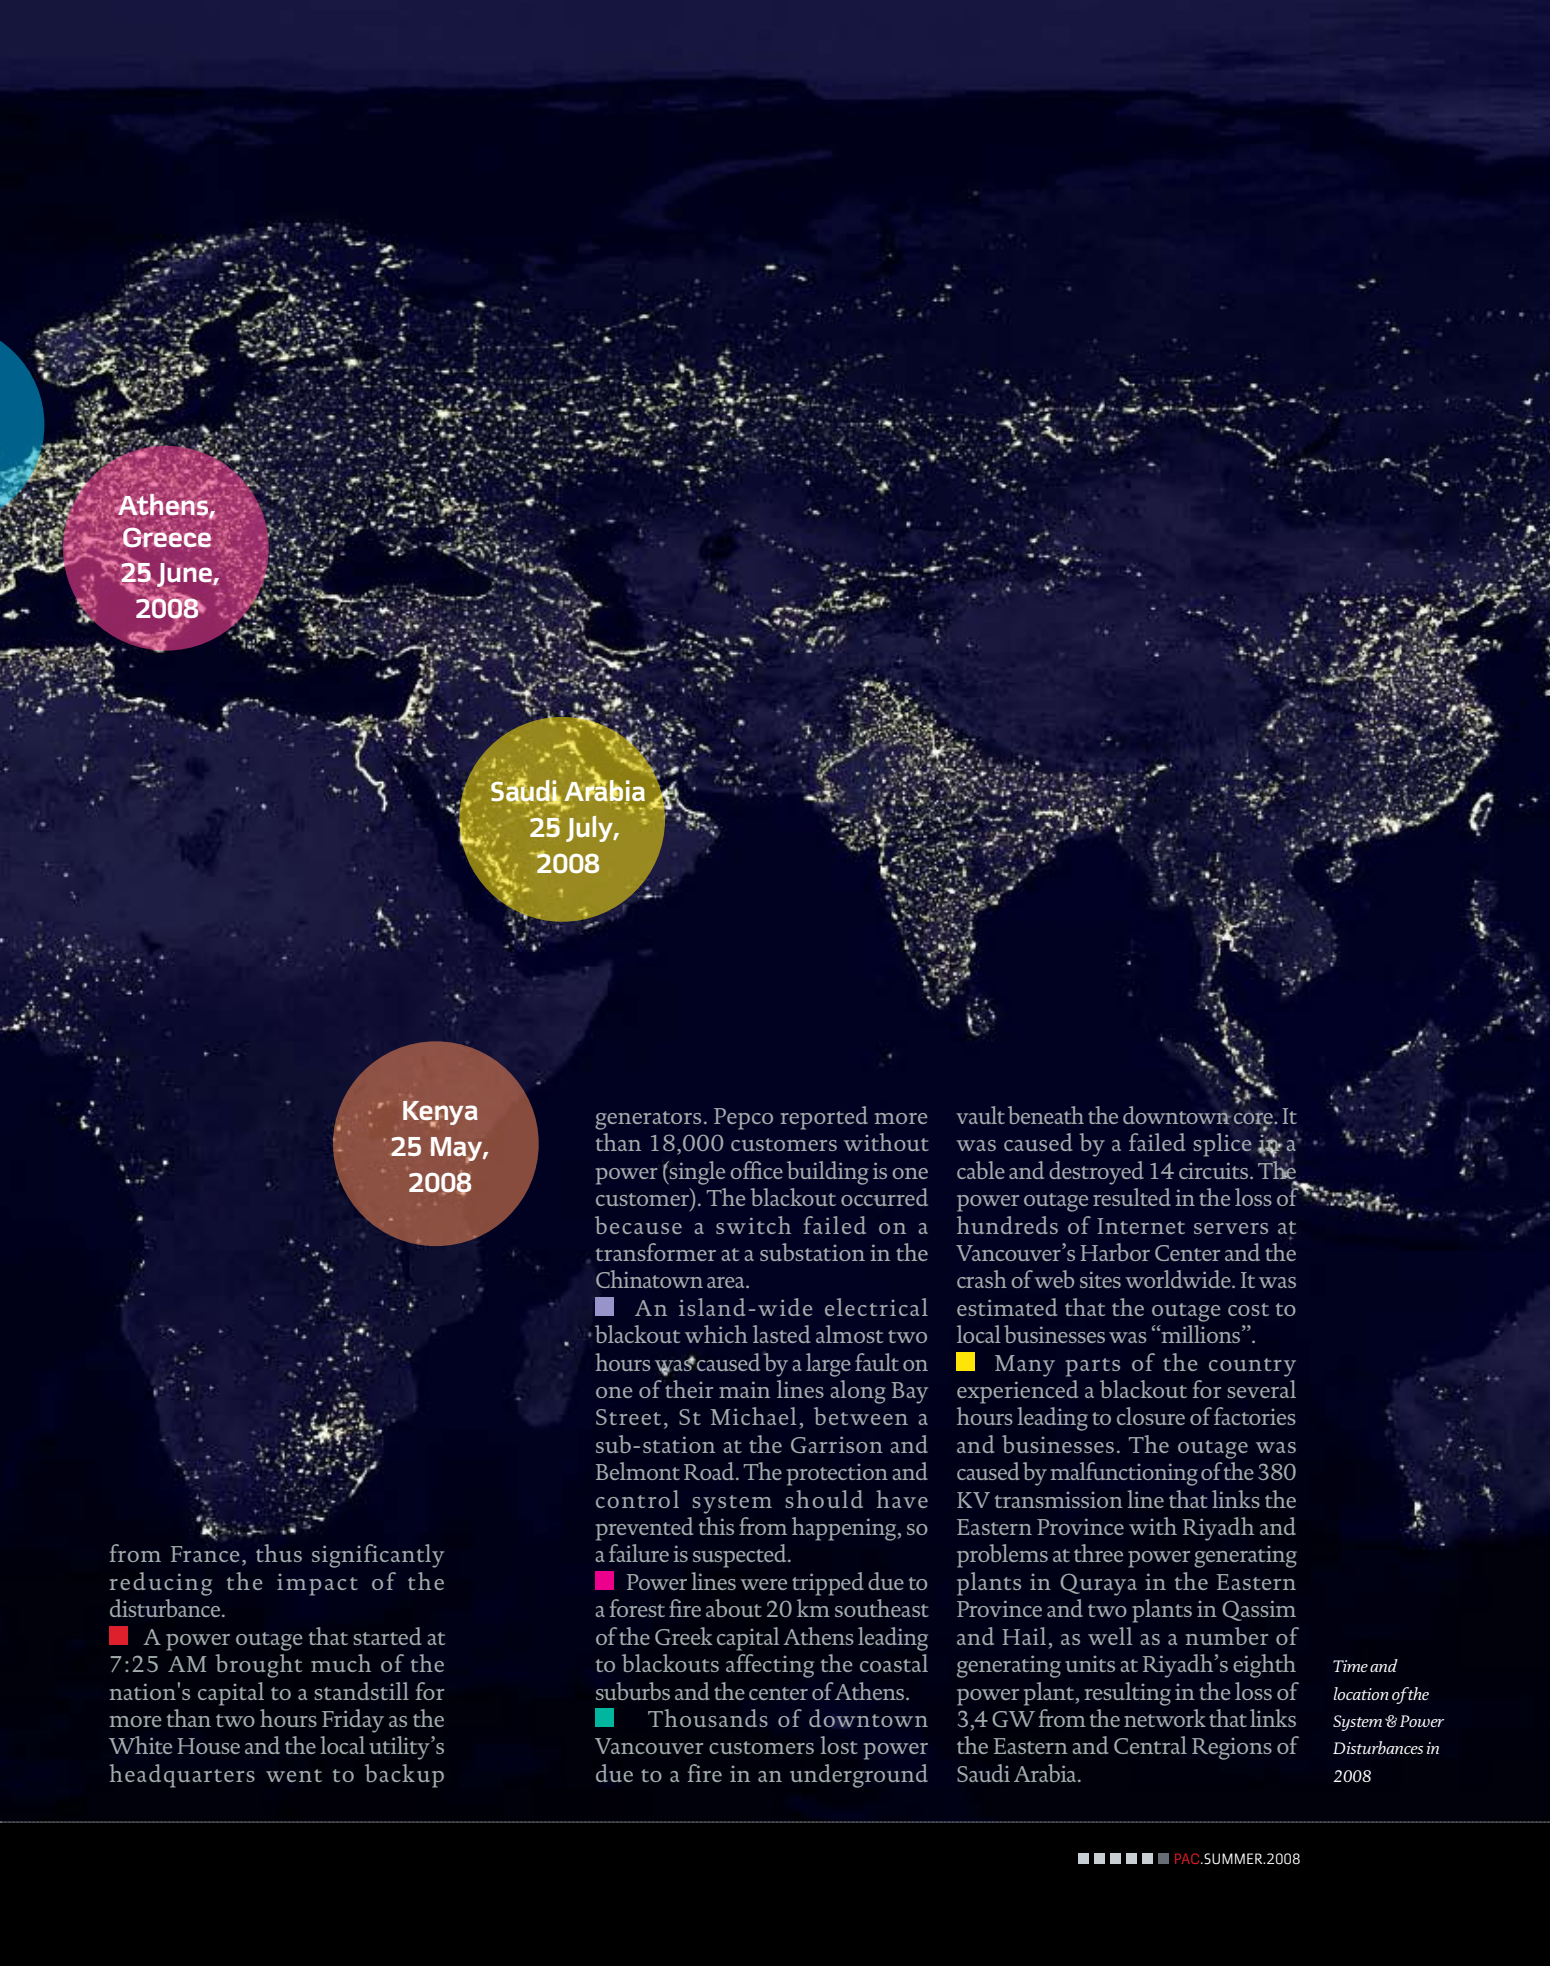 Athens,
Greece
25 June,
2008
Saudi Arabia
25 July,
2008
Kenya
25 May,
2008
from France, thus significantly
reducing the impact of the
disturbance.
A power outage that started at
7:25 AM brought much of the
nation's capital to a standstill for
more than two hours Friday as the
White House and the local utility’s
headquarters went to backup
generators. Pepco reported more
than 18,000 customers without
power (single office building is one
customer). The blackout occurred
because a switch failed on a
transformer at a substation in the
Chinatown area.
An island-wide electrical
blackout which lasted almost two
hours was caused by a large fault on
one of their main lines along Bay
Street, St Michael, between a
sub-station at the Garrison and
Belmont Road. The protection and
control system should have
prevented this from happening, so
a failure is suspected.
Power lines were tripped due to
a forest fire about 20 km southeast
of the Greek capital Athens leading
to blackouts affecting the coastal
suburbs and the center of Athens.
Thousands of downtown
Vancouver customers lost power
due to a fire in an underground
vault beneath the downtown core. It
was caused by a failed splice in a
cable and destroyed 14 circuits. The
power outage resulted in the loss of
hundreds of Internet servers at
Vancouver’s Harbor Center and the
crash of web sites worldwide. It was
estimated that the outage cost to
local businesses was “millions”.
Many parts of the country
experienced a blackout for several
hours leading to closure of factories
and businesses. The outage was
caused by malfunctioning of the 380
KV transmission line that links the
Eastern Province with Riyadh and
problems at three power generating
plants in Quraya in the Eastern
Province and two plants in Qassim
and Hail, as well as a number of
generating units at Riyadh’s eighth
power plant, resulting in the loss of
3,4 GW from the network that links
the Eastern and Central Regions of
Saudi Arabia.
Time and
location of the
System & Power
Disturbances in
2008
PAC.SUMMER.2008